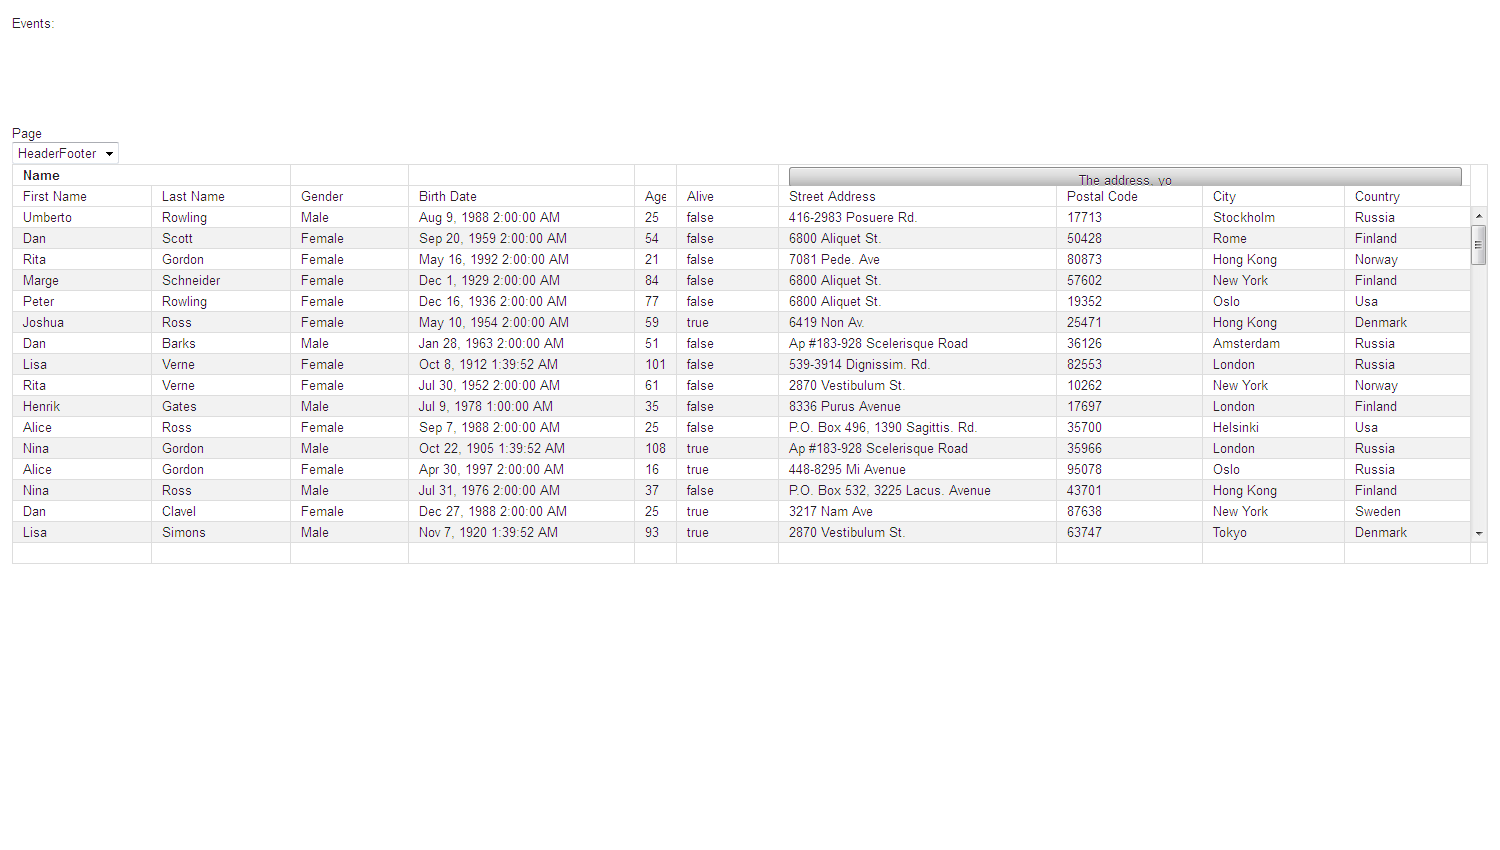 Events:
Page
HeaderFooter
Name The address, yo
First Name Last Name Gender Birth Date Age Alive Street Address Postal Code City Country
Umberto Rowling Male Aug 9, 1988 2:00:00 AM 25 false 416-2983 Posuere Rd. 17713 Stockholm Russia
Dan Scott Female Sep 20, 1959 2:00:00 AM 54 false 6800 Aliquet St. 50428 Rome Finland
Rita Gordon Female May 16, 1992 2:00:00 AM 21 false 7081 Pede. Ave 80873 Hong Kong Norway
Marge Schneider Female Dec 1, 1929 2:00:00 AM 84 false 6800 Aliquet St. 57602 New York Finland
Peter Rowling Female Dec 16, 1936 2:00:00 AM 77 false 6800 Aliquet St. 19352 Oslo Usa
Joshua Ross Female May 10, 1954 2:00:00 AM 59 true 6419 Non Av. 25471 Hong Kong Denmark
Dan Barks Male Jan 28, 1963 2:00:00 AM 51 false Ap #183-928 Scelerisque Road 36126 Amsterdam Russia
Lisa Verne Female Oct 8, 1912 1:39:52 AM 101 false 539-3914 Dignissim. Rd. 82553 London Russia
Rita Verne Female Jul 30, 1952 2:00:00 AM 61 false 2870 Vestibulum St. 10262 New York Norway
Henrik Gates Male Jul 9, 1978 1:00:00 AM 35 false 8336 Purus Avenue 17697 London Finland
Alice Ross Female Sep 7, 1988 2:00:00 AM 25 false P.O. Box 496, 1390 Sagittis. Rd. 35700 Helsinki Usa
Nina Gordon Male Oct 22, 1905 1:39:52 AM 108 true Ap #183-928 Scelerisque Road 35966 London Russia
Alice Gordon Female Apr 30, 1997 2:00:00 AM 16 true 448-8295 Mi Avenue 95078 Oslo Russia
Nina Ross Male Jul 31, 1976 2:00:00 AM 37 false P.O. Box 532, 3225 Lacus. Avenue 43701 Hong Kong Finland
Dan Clavel Female Dec 27, 1988 2:00:00 AM 25 true 3217 Nam Ave 87638 New York Sweden
Lisa Simons Male Nov 7, 1920 1:39:52 AM 93 true 2870 Vestibulum St. 63747 Tokyo Denmark